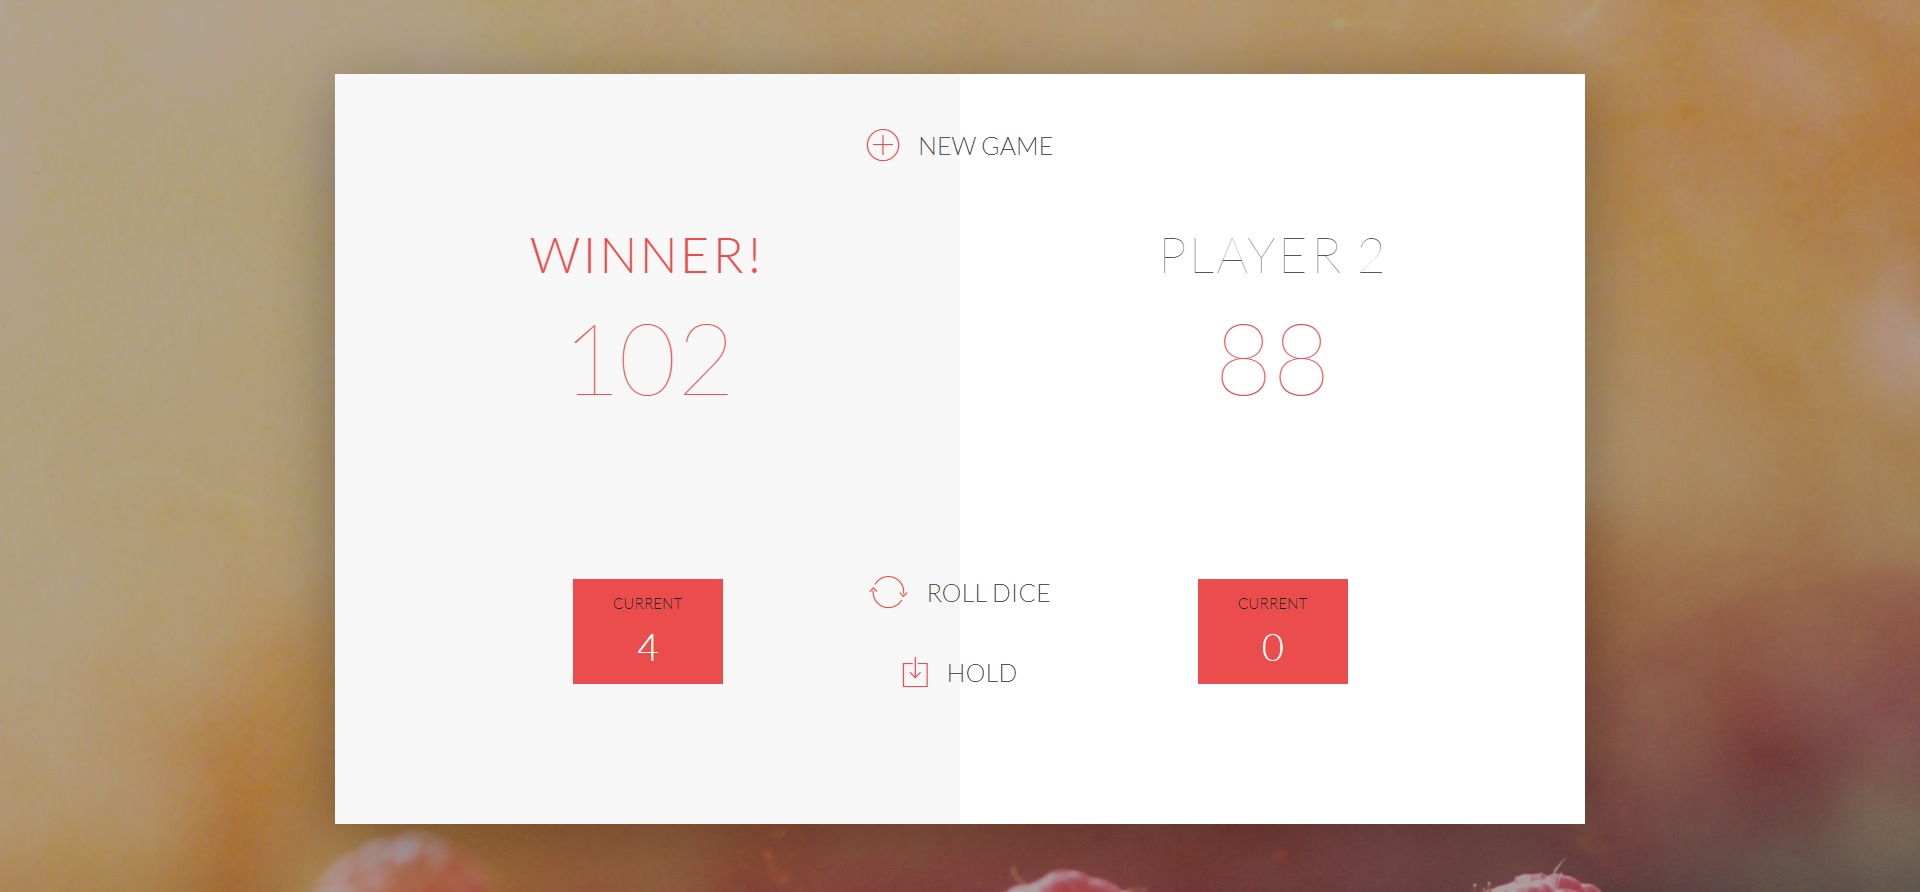 NEW GAME
WINNER!
102
PLAYER 2
88
CURRENT
4
ROLL DICE
HOLD
CURRENT
0